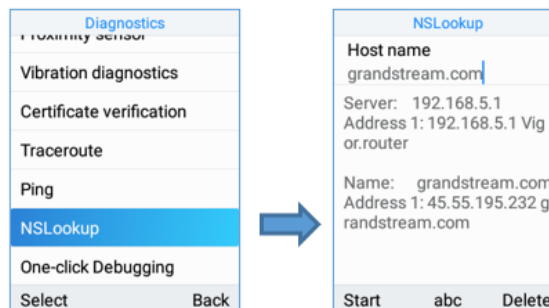 Diagnostics
Proximity sensor
Vibration diagnostics
Certificate verification
Traceroute
Ping
NSLookup
One-click Debugging
Select Back
NSLookup
Host name
grandstream.com
Server: 192.168.5.1
Address 1: 192.168.5.1 Vig
or.router
Name: grandstream.com
Address 1: 45.55.195.232 g
randstream.com
Start abc Delete